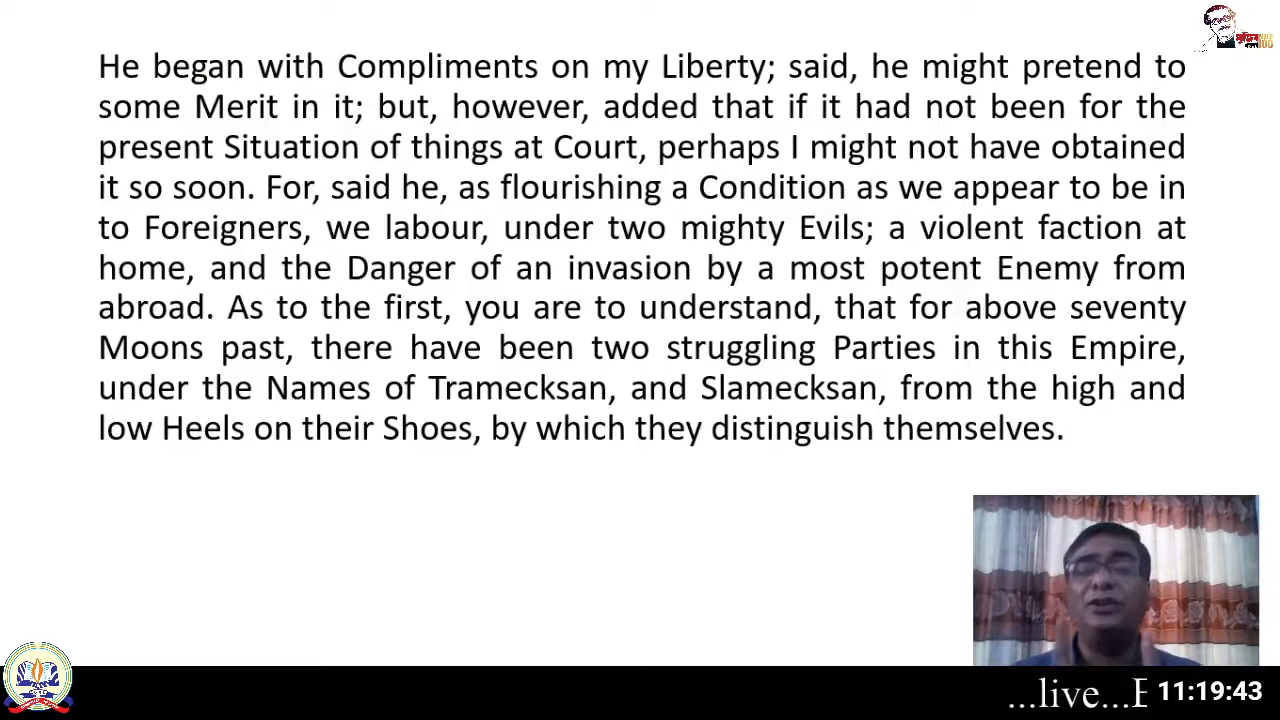 He began with Compliments on my Liberty; said, he might pretend to
some Merit in it; but, however, added that if it had not been for the
present Situation of things at Court, perhaps I might not have obtained
it so soon. For, said he, as flourishing a Condition as we appear to be in
to Foreigners, we labour, under two mighty Evils; a violent faction at
home, and the Danger of an invasion by a most potent Enemy from
abroad. As to the first, you are to understand, that for above seventy
Moons past, there have been two struggling Parties in this Empire,
under the Names of Tramecksan, and Slamecksan, from the high and
low Heels on their Shoes, by which they distinguish themselves.
...live...E 11:19:43